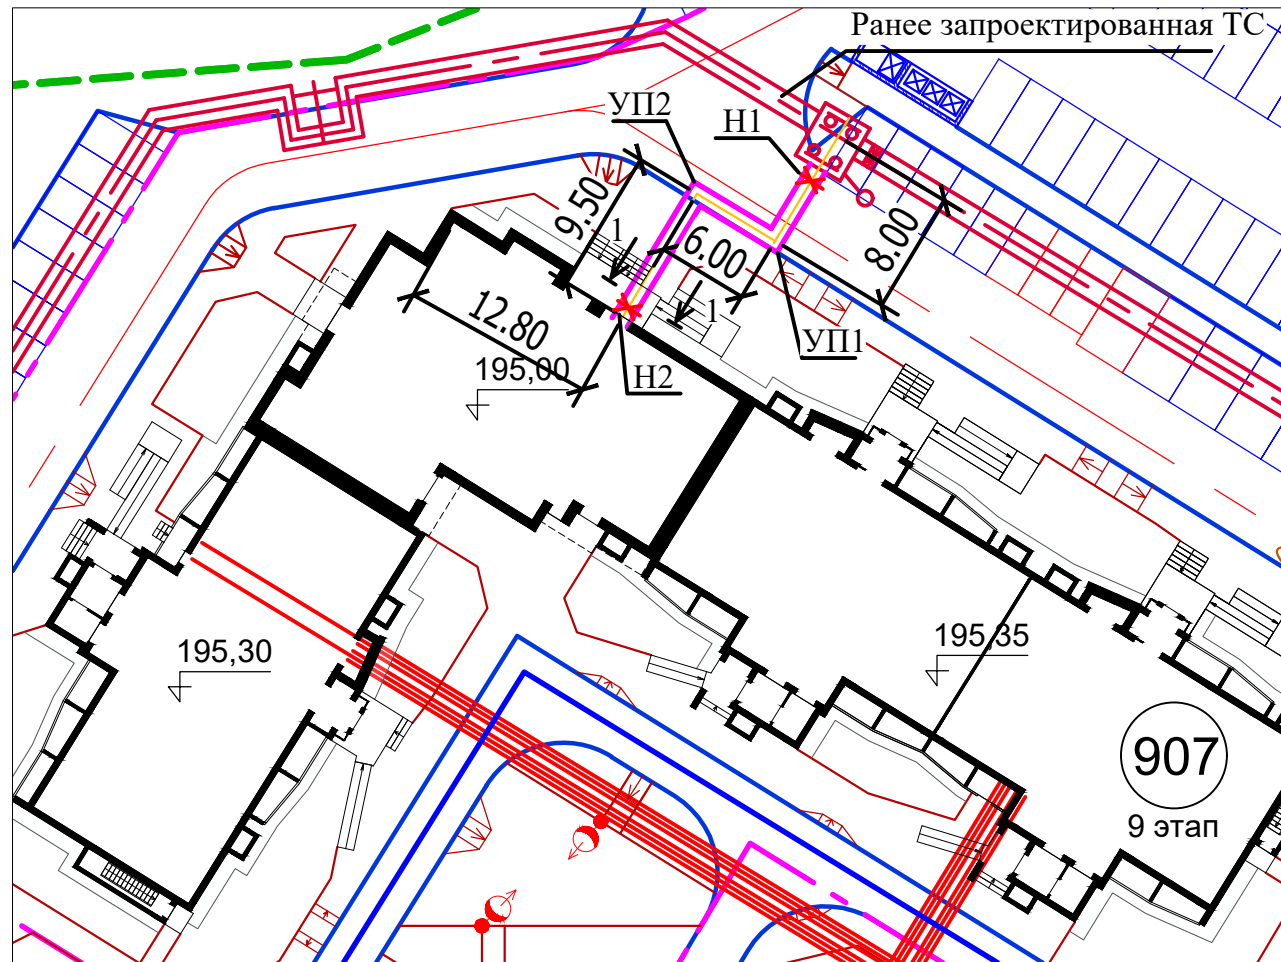 Ранее запроектированная ТС
УП2
Н1
9.50
1
6.00
8.00
1
12.80
УП1
195,00
Н2
195,30
195,35
907
9 этап